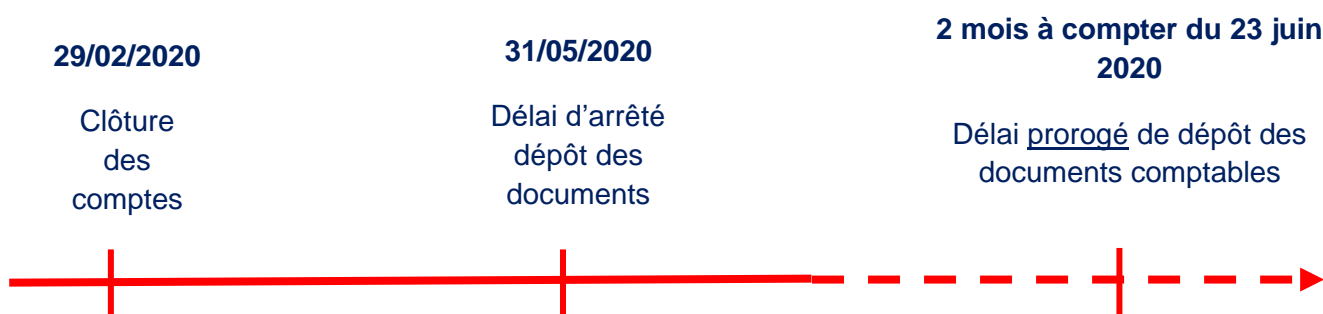 29/02/2020
Clôture
des
comptes
31/05/2020
Délai d’arrêté
dépôt des
documents
2 mois à compter du 23 juin
2020
Délai prorogé de dépôt des
documents comptables